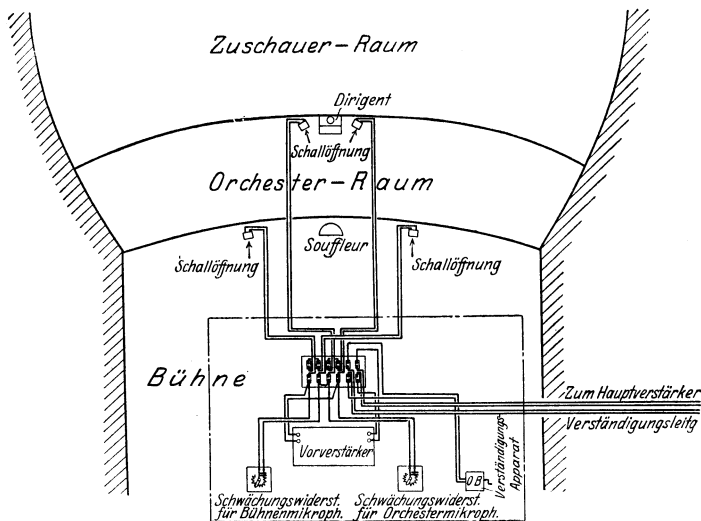 Zuschauer-Raum
Dirigent
Schallöffnung
Orchester-Raum
Souffleur
Schallöffnung
Schallöffnung
Bühne
Zum Hauptverstärker
Verständigungsleitg
Vorverstärker
Verständigungs-
Apparat
OB
Schwächungswiderst.
für Bühnenmikroph.
Schwächungswiderst.
für Orchestermikroph.